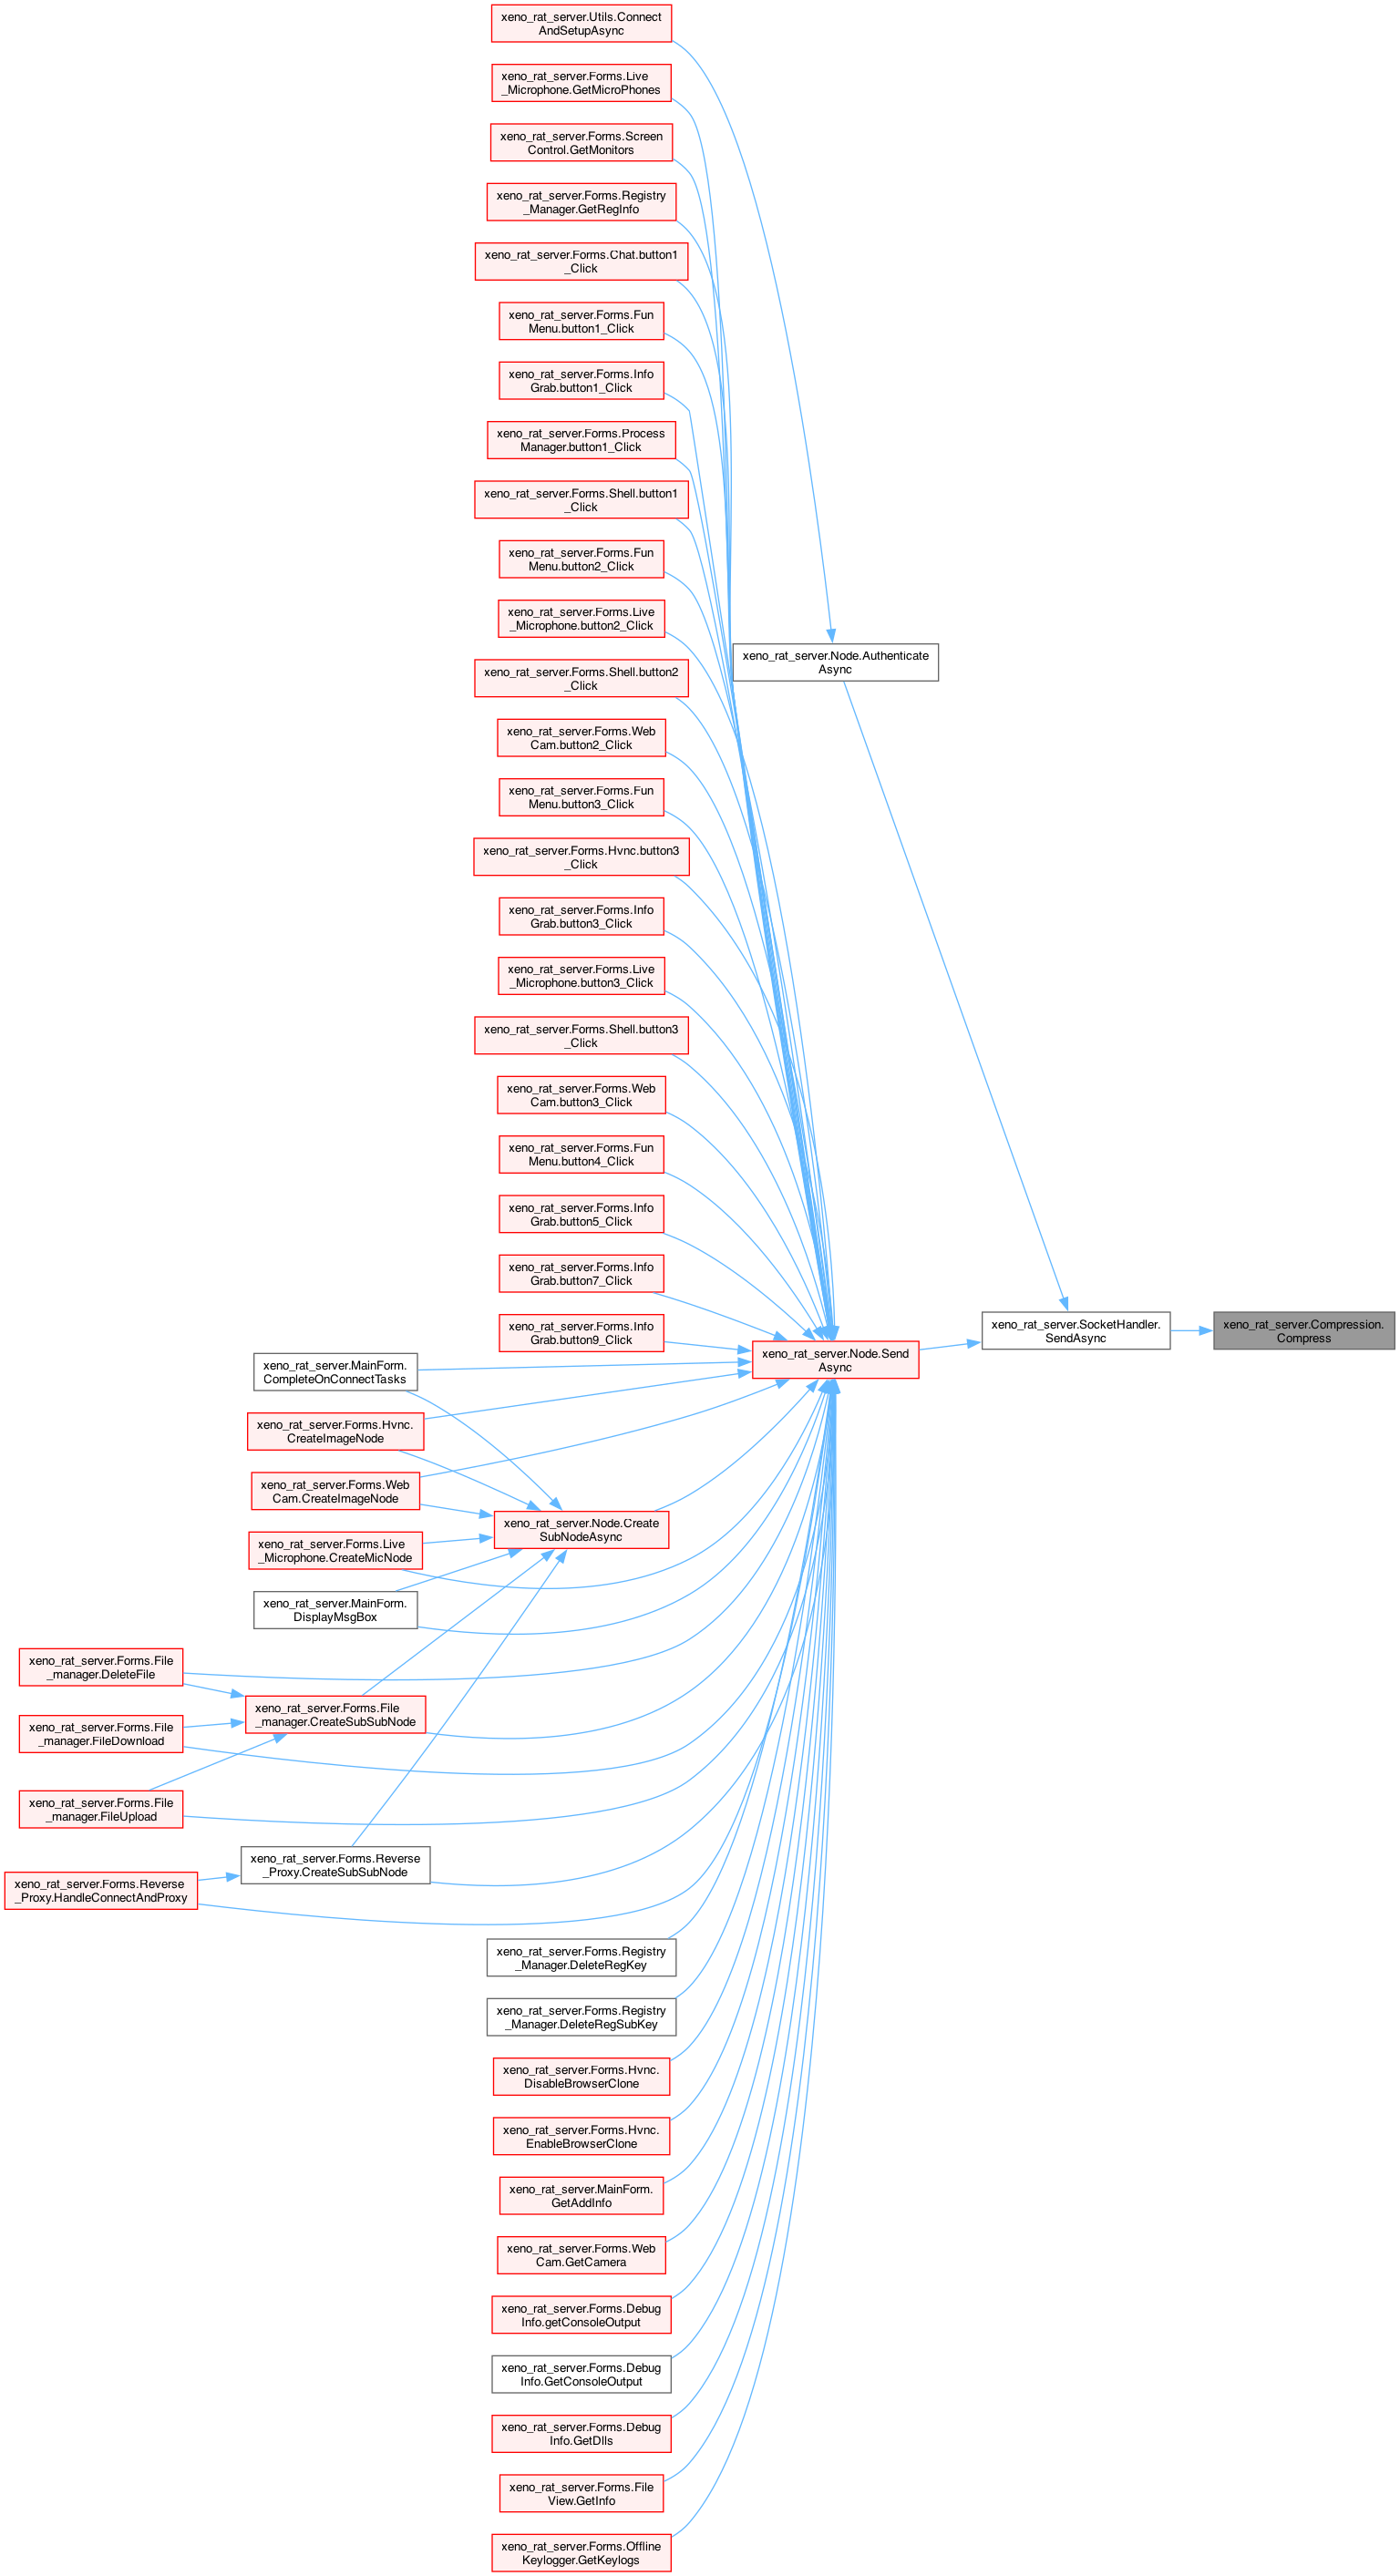 xeno_rat_server.Utils.Connect
AndSetupAsync
xeno_rat_server.Forms.Live
_Microphone.GetMicroPhones
xeno_rat_server.Forms.Screen
Control.GetMonitors
xeno_rat_server.Forms.Registry
_Manager.GetRegInfo
xeno_rat_server.Forms.Chat.button1
_Click
xeno_rat_server.Forms.Fun
Menu.button1_Click
xeno_rat_server.Forms.Info
Grab.button1_Click
xeno_rat_server.Forms.Process
Manager.button1_Click
xeno_rat_server.Forms.Shell.button1
_Click
xeno_rat_server.Forms.Fun
Menu.button2_Click
xeno_rat_server.Forms.Live
_Microphone.button2_Click
xeno_rat_server.Node.Authenticate
Async
xeno_rat_server.Forms.Shell.button2
_Click
xeno_rat_server.Forms.Web
Cam.button2_Click
xeno_rat_server.Forms.Fun
Menu.button3_Click
xeno_rat_server.Forms.Hvnc.button3
_Click
xeno_rat_server.Forms.Info
Grab.button3_Click
xeno_rat_server.Forms.Live
_Microphone.button3_Click
xeno_rat_server.Forms.Shell.button3
_Click
xeno_rat_server.Forms.Web
Cam.button3_Click
xeno_rat_server.Forms.Fun
Menu.button4_Click
xeno_rat_server.Forms.Info
Grab.button5_Click
xeno_rat_server.Forms.Info
Grab.button7_Click
xeno_rat_server.Forms.Info
Grab.button9_Click
xeno_rat_server.SocketHandler.
SendAsync
xeno_rat_server.Compression.
Compress
xeno_rat_server.Node.Send
Async
xeno_rat_server.MainForm.
CompleteOnConnectTasks
xeno_rat_server.Forms.Hvnc.
CreateImageNode
xeno_rat_server.Forms.Web
Cam.CreateImageNode
xeno_rat_server.Node.Create
SubNodeAsync
xeno_rat_server.Forms.Live
_Microphone.CreateMicNode
xeno_rat_server.MainForm.
DisplayMsgBox
xeno_rat_server.Forms.File
_manager.DeleteFile
xeno_rat_server.Forms.File
_manager.CreateSubSubNode
xeno_rat_server.Forms.File
_manager.FileDownload
xeno_rat_server.Forms.File
_manager.FileUpload
xeno_rat_server.Forms.Reverse
_Proxy.CreateSubSubNode
xeno_rat_server.Forms.Reverse
_Proxy.HandleConnectAndProxy
xeno_rat_server.Forms.Registry
_Manager.DeleteRegKey
xeno_rat_server.Forms.Registry
_Manager.DeleteRegSubKey
xeno_rat_server.Forms.Hvnc.
DisableBrowserClone
xeno_rat_server.Forms.Hvnc.
EnableBrowserClone
xeno_rat_server.MainForm.
GetAddInfo
xeno_rat_server.Forms.Web
Cam.GetCamera
xeno_rat_server.Forms.Debug
Info.getConsoleOutput
xeno_rat_server.Forms.Debug
Info.GetConsoleOutput
xeno_rat_server.Forms.Debug
Info.GetDlls
xeno_rat_server.Forms.File
View.GetInfo
xeno_rat_server.Forms.Offline
Keylogger.GetKeylogs